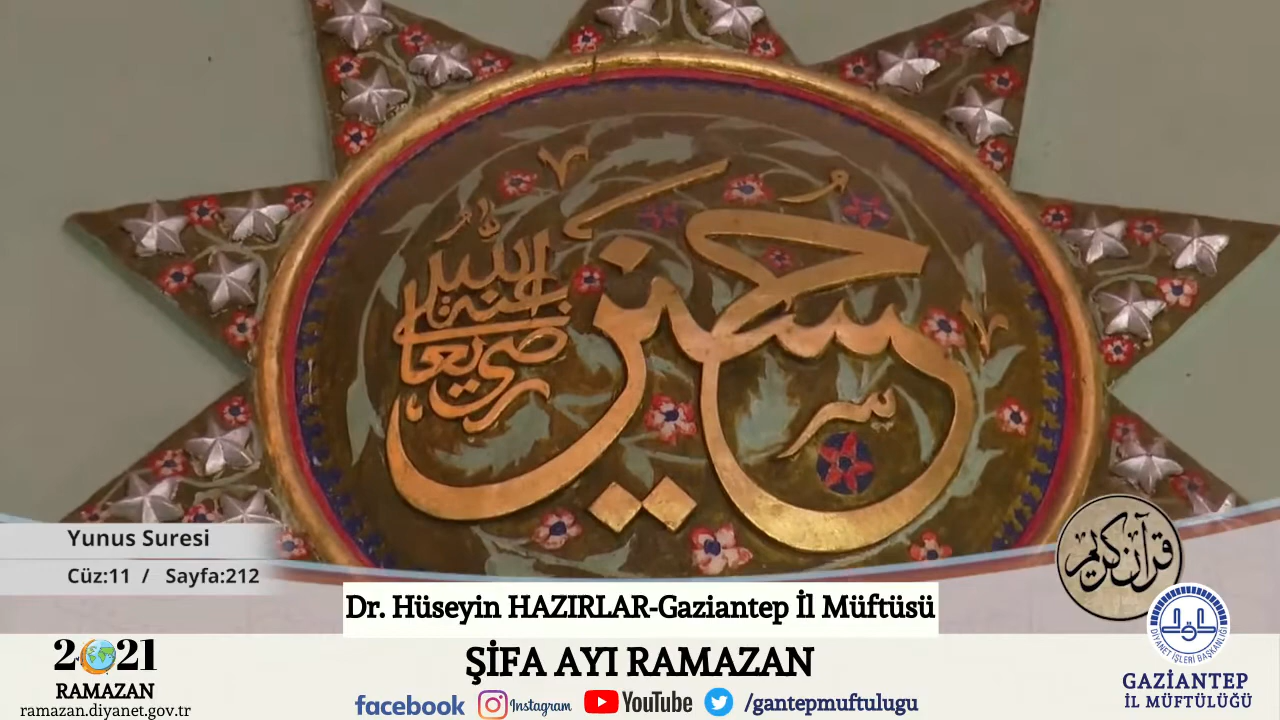 حسين
رضي الله تعالى عنه
Yunus Suresi
Cüz:11 / Sayfa:212
قرآن كريم
Dr. Hüseyin HAZIRLAR-Gaziantep İl Müftüsü
2021
RAMAZAN
ramazan.diyanet.gov.tr
ŞİFA AYI RAMAZAN
facebook Instagram YouTube /gantepmuftulugu
DİYANET İŞLERİ BAŞKANLIĞI
GAZİANTEP
İL MÜFTÜLÜĞÜ